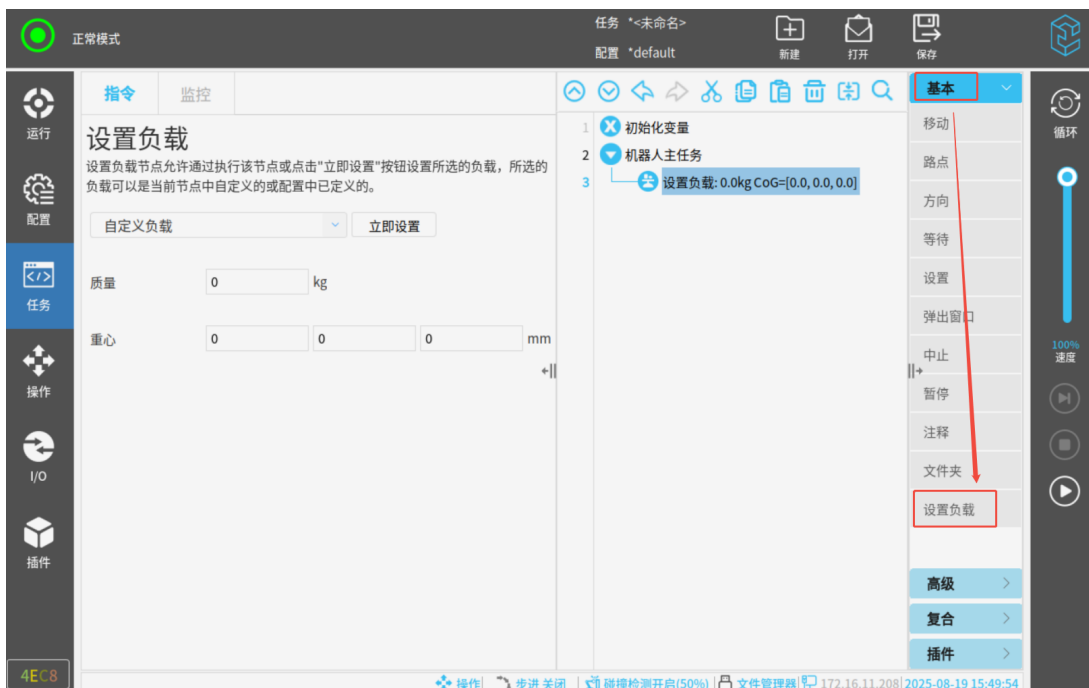 正常模式
任务 *<未命名>
配置 *default
新建
打开
保存
运行
配置
任务
操作
I/O
插件
4EC8
指令
监控
设置负载
设置负载节点允许通过执行该节点或点击"立即设置"按钮设置所选的负载，所选的
负载可以是当前节点中自定义的或配置中已定义的。
自定义负载
立即设置
质量 0 kg
重心 0 0 0 mm
1 初始化变量
2 机器人主任务
3 设置负载: 0.0kg CoG=[0.0, 0.0, 0.0]
基本
移动
路点
方向
等待
设置
弹出窗口
中止
暂停
注释
文件夹
设置负载
高级
复合
插件
循环
100%
速度
操作 步进 关闭 碰撞检测开启(50%) 文件管理器 172.16.11.208 2025-08-19 15:49:54